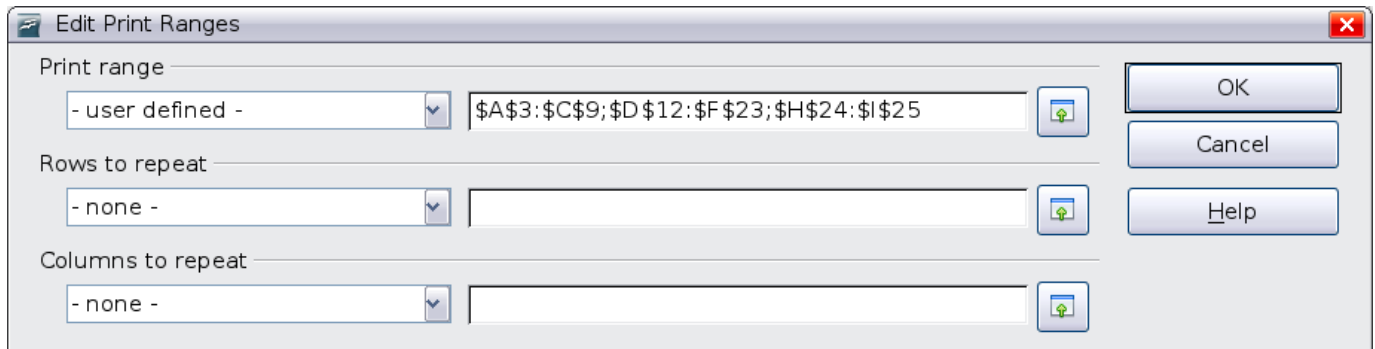 Edit Print Ranges
Print range
- user defined -
$A$3:$C$9;$D$12:$F$23;$H$24:$I$25
OK
Cancel
Rows to repeat
- none -
Help
Columns to repeat
- none -